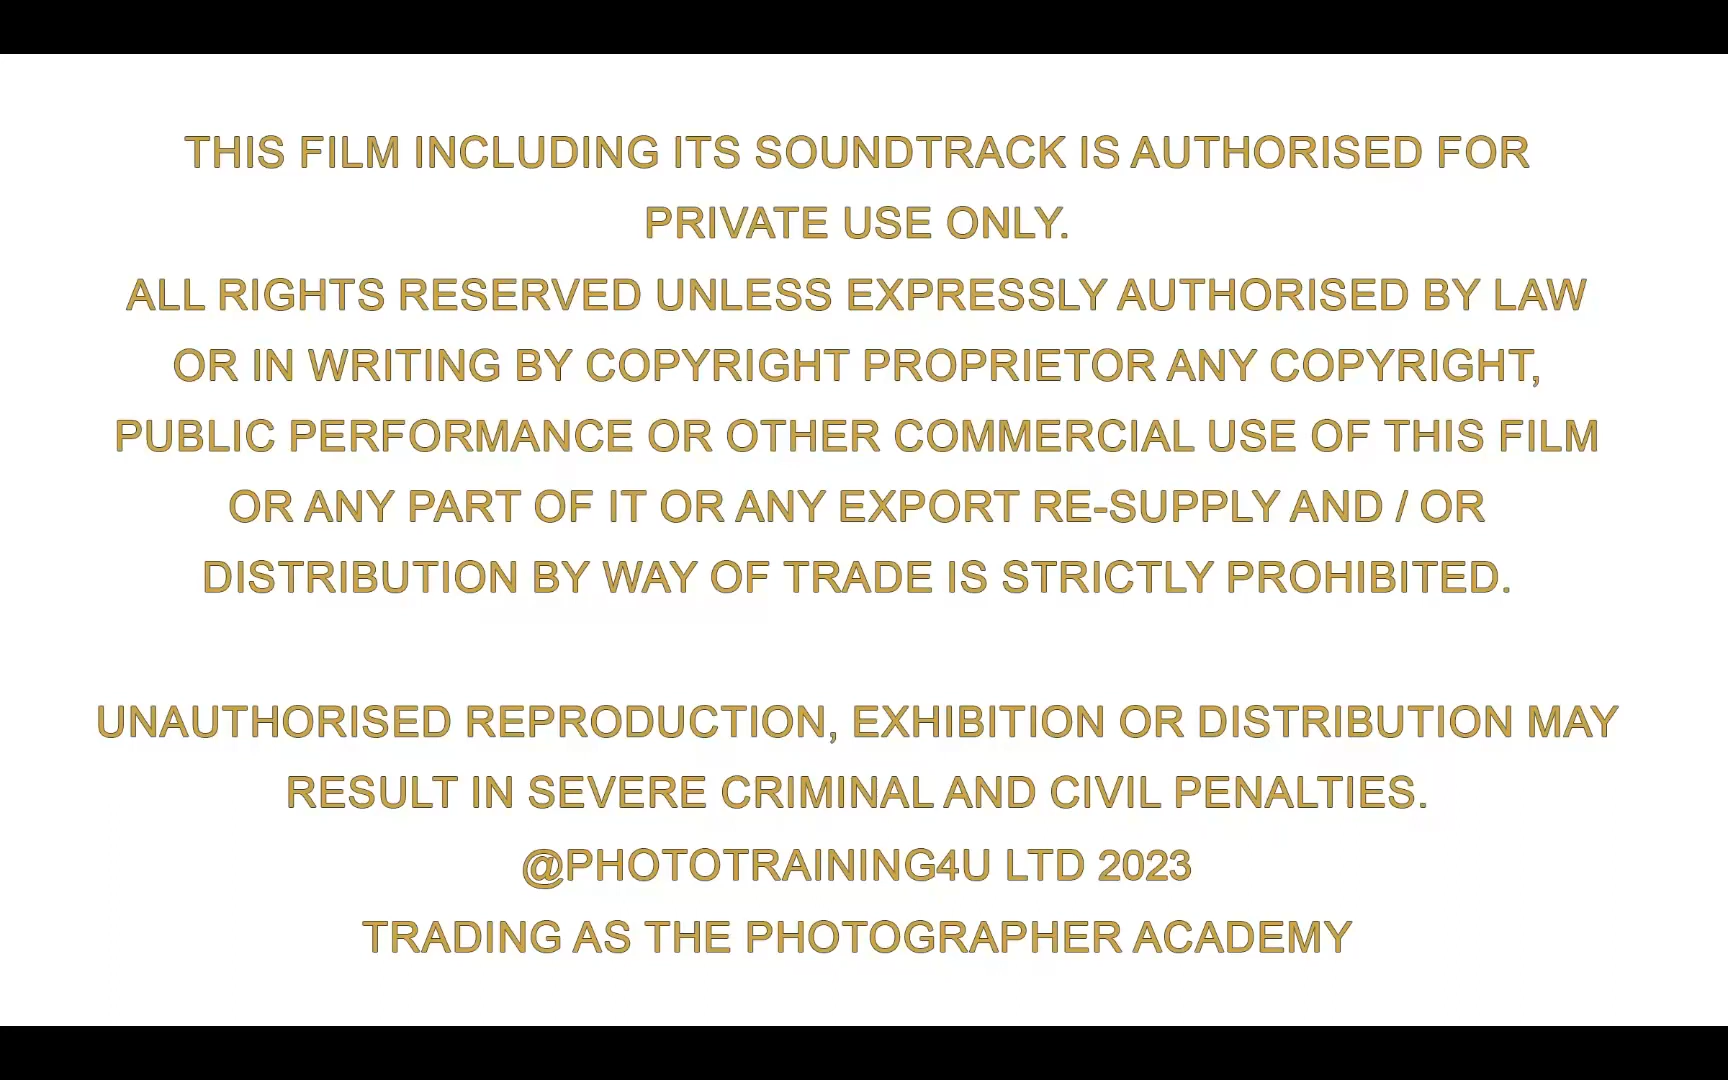 THIS FILM INCLUDING ITS SOUNDTRACK IS AUTHORISED FOR
PRIVATE USE ONLY.
ALL RIGHTS RESERVED UNLESS EXPRESSLY AUTHORISED BY LAW
OR IN WRITING BY COPYRIGHT PROPRIETOR ANY COPYRIGHT,
PUBLIC PERFORMANCE OR OTHER COMMERCIAL USE OF THIS FILM
OR ANY PART OF IT OR ANY EXPORT RE-SUPPLY AND / OR
DISTRIBUTION BY WAY OF TRADE IS STRICTLY PROHIBITED.
UNAUTHORISED REPRODUCTION, EXHIBITION OR DISTRIBUTION MAY
RESULT IN SEVERE CRIMINAL AND CIVIL PENALTIES.
@PHOTOTRAINING4U LTD 2023
TRADING AS THE PHOTOGRAPHER ACADEMY